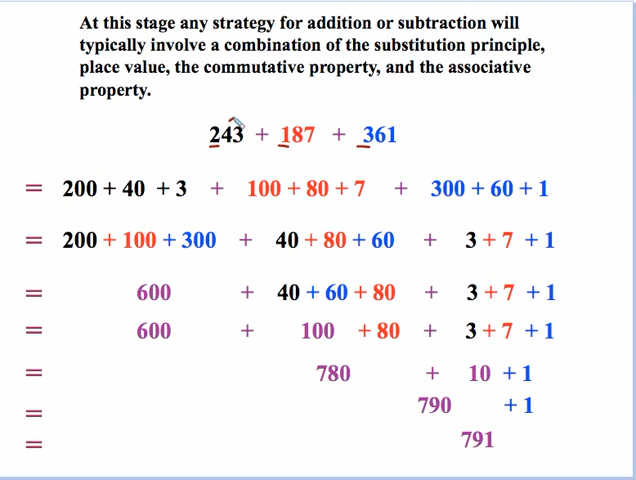 At this stage any strategy for addition or subtraction will
typically involve a combination of the substitution principle,
place value, the commutative property, and the associative
property.
243 + 187 + 361
= 200 + 40 + 3 + 100 + 80 + 7 + 300 + 60 + 1
= 200 + 100 + 300 + 40 + 80 + 60 + 3 + 7 + 1
= 600 + 40 + 60 + 80 + 3 + 7 + 1
= 600 + 100 + 80 + 3 + 7 + 1
= 780 + 10 + 1
= 790 + 1
= 791